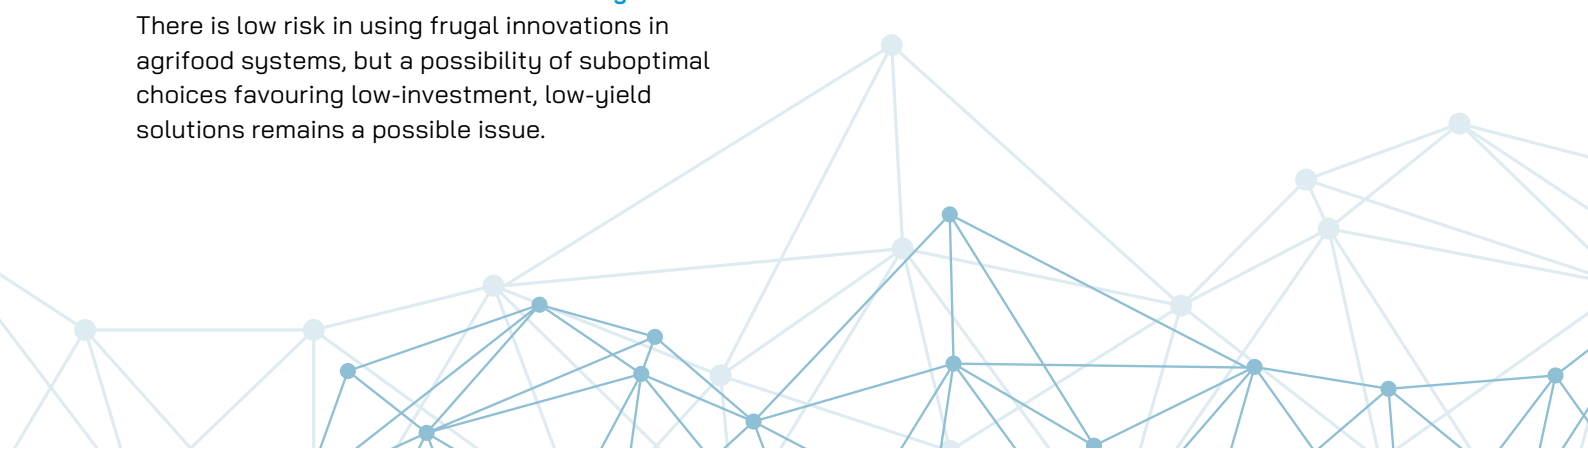 There is low risk in using frugal innovations in
agrifood systems, but a possibility of suboptimal
choices favouring low-investment, low-yield
solutions remains a possible issue.